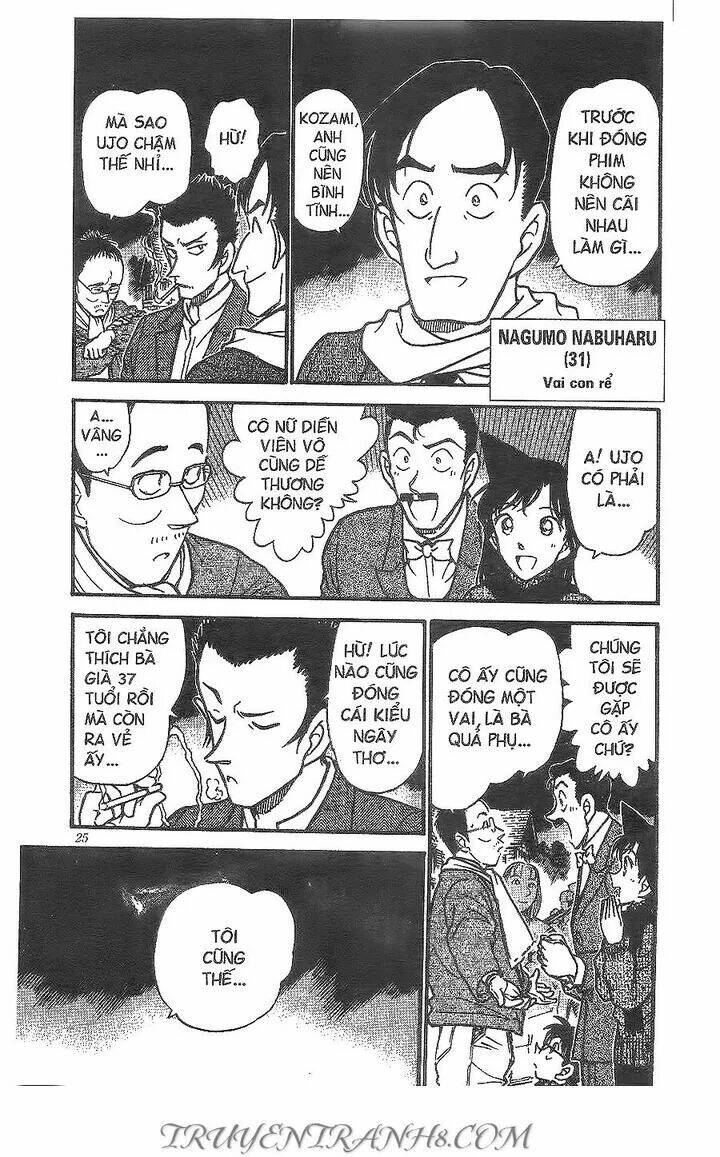 TRƯỚC
KHI ĐÓNG
PHIM
KHÔNG
NÊN CÃI
NHAU
LÀM GÌ...
KOZAMI,
ANH
CŨNG
NÊN
BÌNH
TĨNH...
NAGUMO NABUHARU
(31)
Vai con rể
HỪ!
MÀ SAO
UJO CHẬM
THẾ NHỈ...
A! UJO
CÓ PHẢI
LÀ...
CÔ NỮ DIỄN
VIÊN VÔ
CÙNG DỄ
THƯƠNG
KHÔNG?
A...
VÂNG
...
CHÚNG
TÔI SẼ
ĐƯỢC
GẶP
CÔ ẤY
CHỨ?
CÔ ẤY CŨNG
ĐÓNG MỘT
VAI, LÀ BÀ
QUẢ PHỤ...
HỪ! LÚC
NÀO CŨNG
ĐÓNG
CÁI KIỂU
NGÂY
THƠ...
TÔI CHẲNG
THÍCH BÀ
GIÀ 37
TUỔI RỒI
MÀ CÒN
RA VẺ
ẤY...
25
TÔI
CŨNG
THẾ...
TRUYENTRANH8.COM